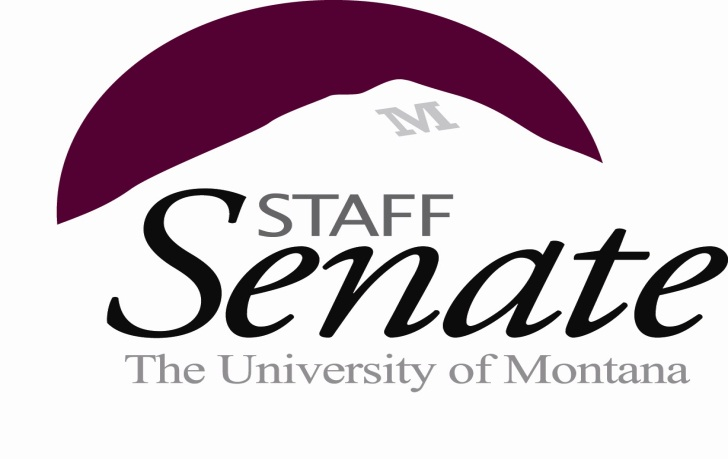 M
STAFF
Senate
The University of Montana